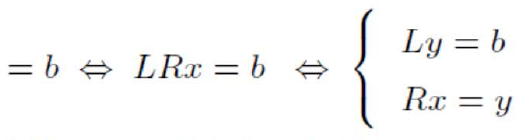 = b ⇔ LRx = b ⇔ { Ly = b
Rx = y